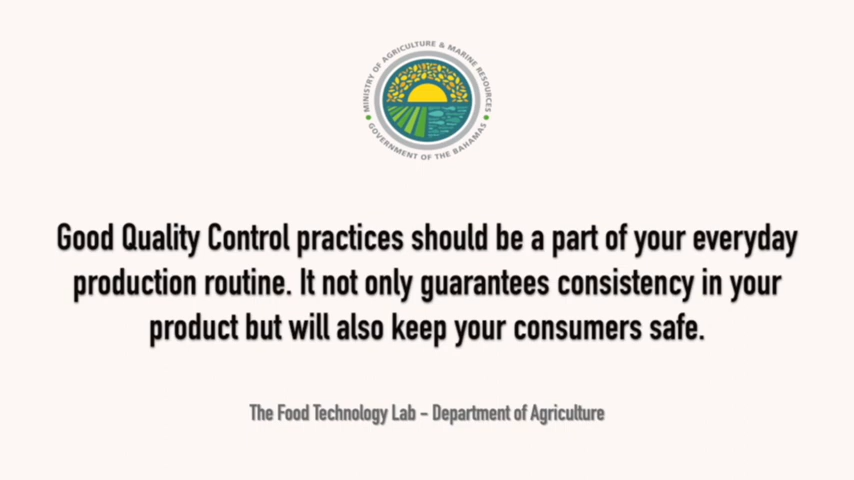 MINISTRY OF AGRICULTURE & MARINE RESOURCES
GOVERNMENT OF THE BAHAMAS
Good Quality Control practices should be a part of your everyday
production routine. It not only guarantees consistency in your
product but will also keep your consumers safe.
The Food Technology Lab - Department of Agriculture